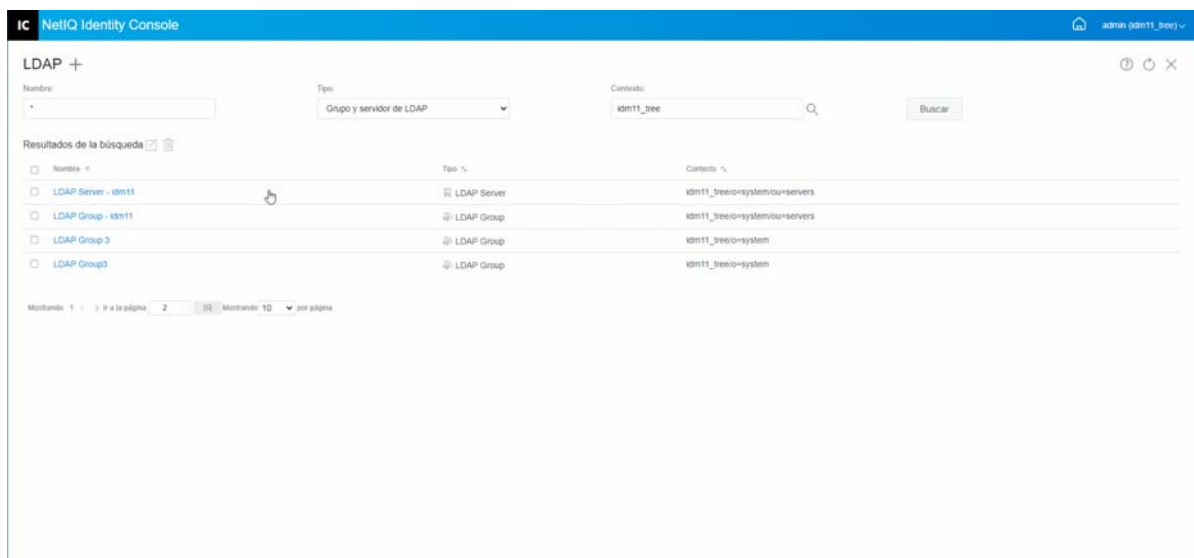 IC NetIQ Identity Console admin (idm11_tree)
LDAP +
Nombre: Tipo: Contexto:
* Grupo y servidor de LDAP idm11_tree Buscar
Resultados de la búsqueda
Nombre Tipo Contexto
LDAP Server - idm11 LDAP Server idm11_tree/o=system/ou=servers
LDAP Group - idm11 LDAP Group idm11_tree/o=system/ou=servers
LDAP Group 3 LDAP Group idm11_tree/o=system
LDAP Group3 LDAP Group idm11_tree/o=system
Mostrando 1 < > Ir a la página 2 IR Mostrando 10 por página